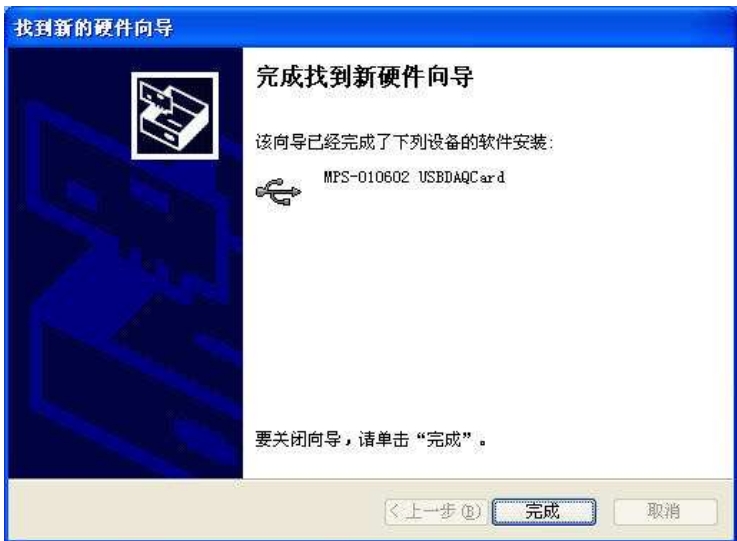 找到新的硬件向导
完成找到新硬件向导
该向导已经完成了下列设备的软件安装:
MPS-010602 USBDAQCard
要关闭向导，请单击“完成”。
< 上一步(B)
完成
取消